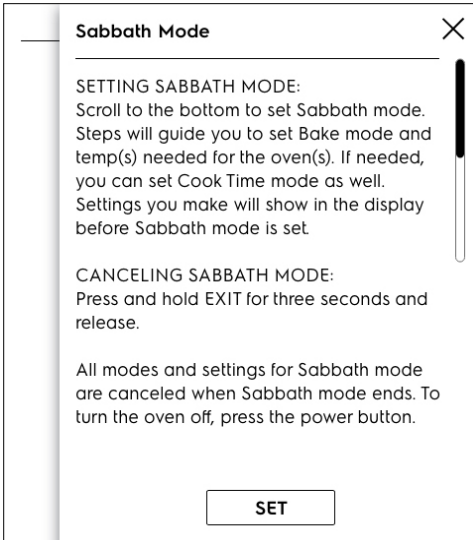 Sabbath Mode
SETTING SABBATH MODE:
Scroll to the bottom to set Sabbath mode.
Steps will guide you to set Bake mode and
temp(s) needed for the oven(s). If needed,
you can set Cook Time mode as well.
Settings you make will show in the display
before Sabbath mode is set.
CANCELING SABBATH MODE:
Press and hold EXIT for three seconds and
release.
All modes and settings for Sabbath mode
are canceled when Sabbath mode ends. To
turn the oven off, press the power button.
SET